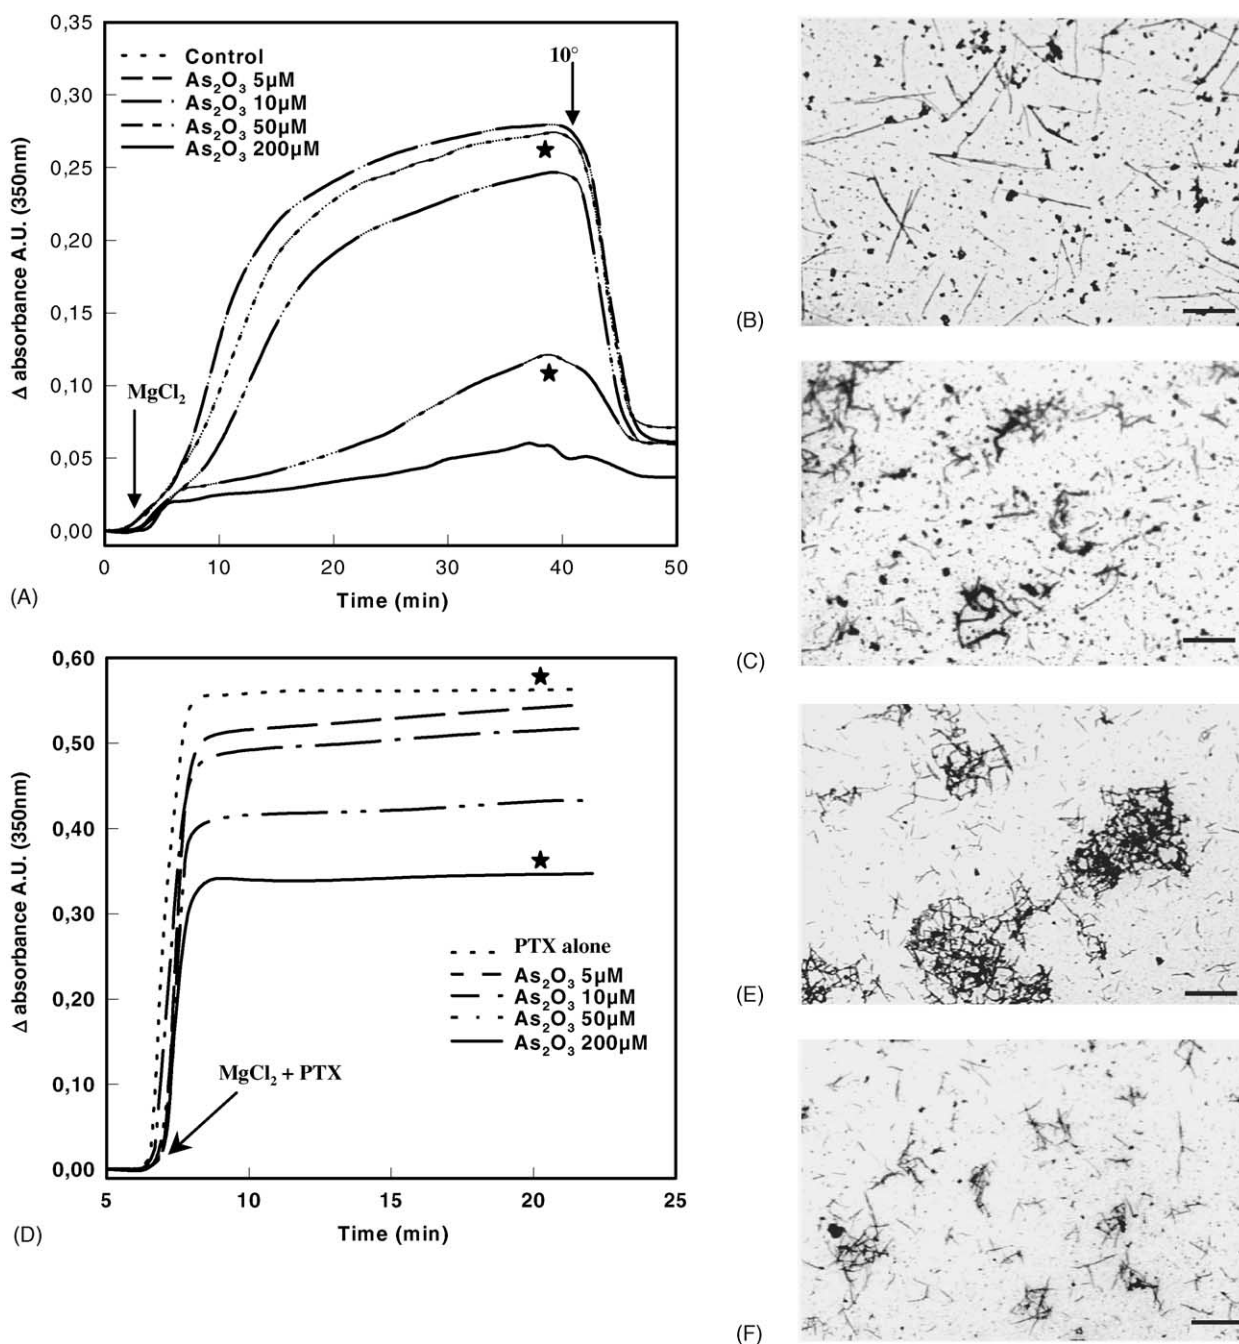 0,35
0,30
0,25
0,20
0,15
0,10
0,05
0,00
Δ absorbance A.U. (350nm)
Control
As₂O₃ 5µM
As₂O₃ 10µM
As₂O₃ 50µM
As₂O₃ 200µM
10°
MgCl₂
0 10 20 30 40 50
Time (min)
(A)
(B)
(C)
0,60
0,50
0,40
0,30
0,20
0,10
0,00
Δ absorbance A.U. (350nm)
PTX alone
As₂O₃ 5µM
As₂O₃ 10µM
As₂O₃ 50µM
As₂O₃ 200µM
MgCl₂ + PTX
5 10 15 20 25
Time (min)
(D)
(E)
(F)